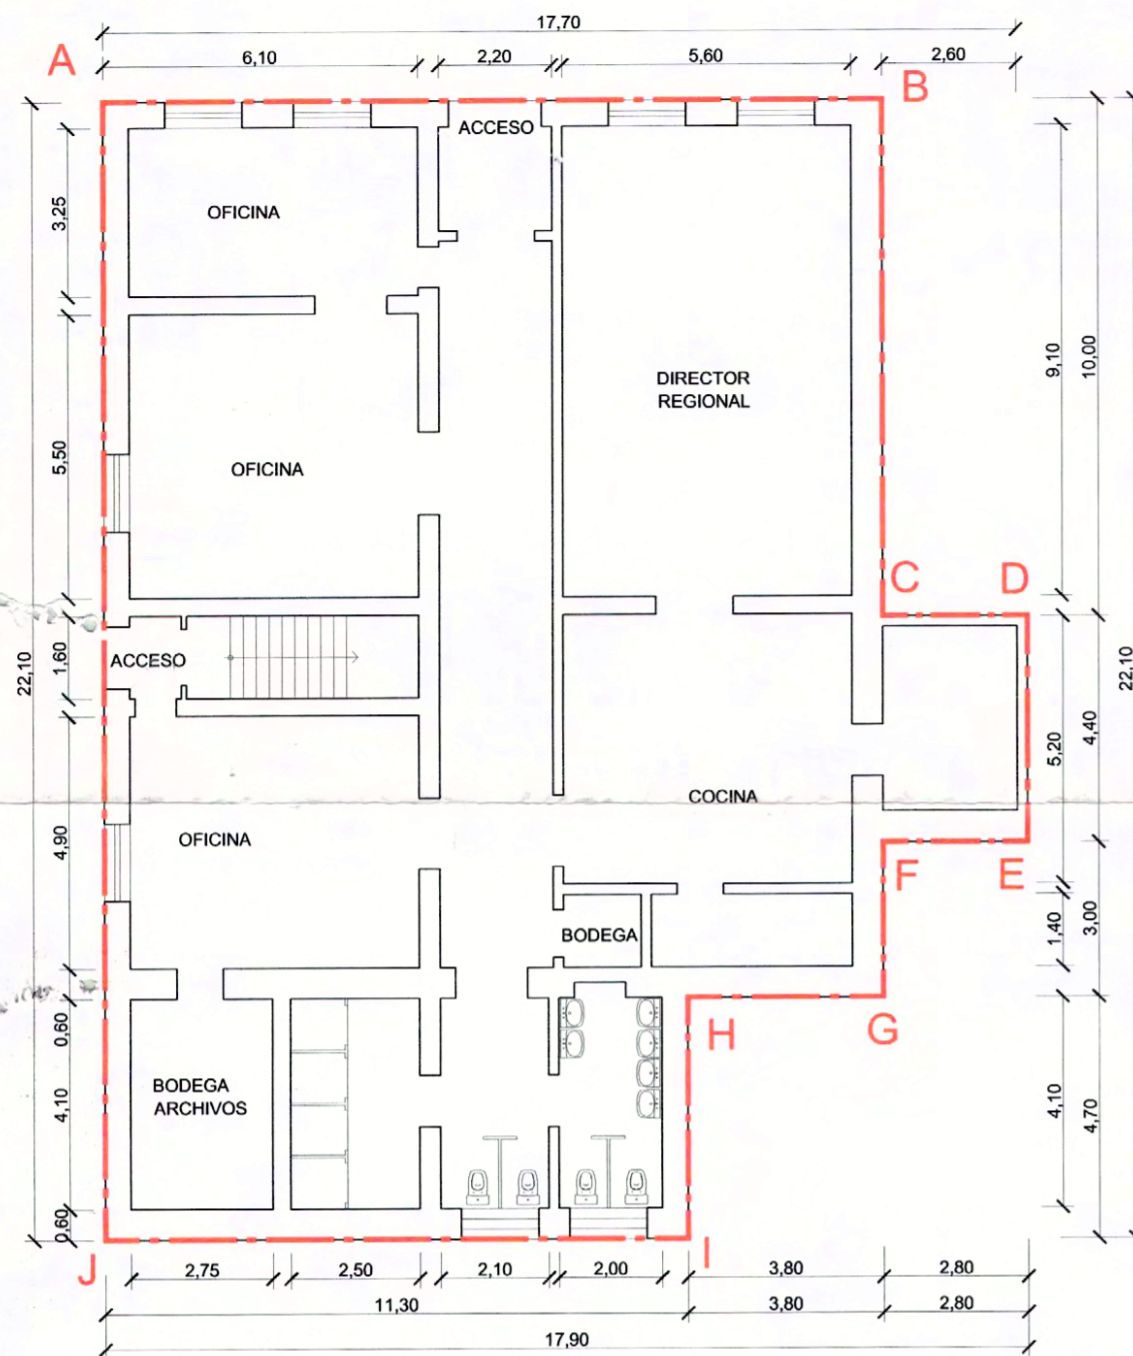 17,70
6,10 2,20 5,60 2,60
A B
ACCESO
OFICINA
3,25
9,10 10,00
DIRECTOR
REGIONAL
OFICINA
5,50
C D
ACCESO
1,60
22,10 22,10
5,20 4,40
COCINA
OFICINA
4,90
F E
BODEGA
1,40 3,00
H G
0,60
BODEGA
ARCHIVOS
4,10
4,10 4,70
0,60
J I
2,75 2,50 2,10 2,00 3,80 2,80
11,30 3,80 2,80
17,90